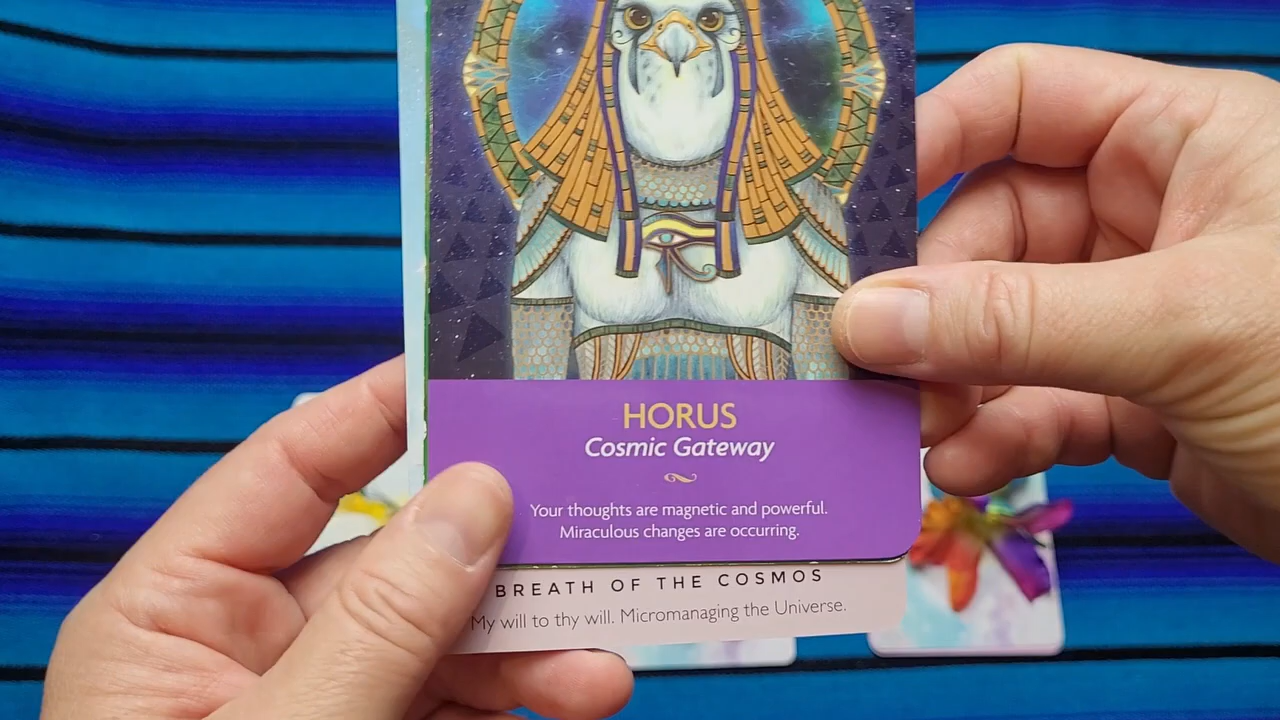 HORUS
Cosmic Gateway
Your thoughts are magnetic and powerful.
Miraculous changes are occurring.
BREATH OF THE COSMOS
My will to thy will. Micromanaging the Universe.